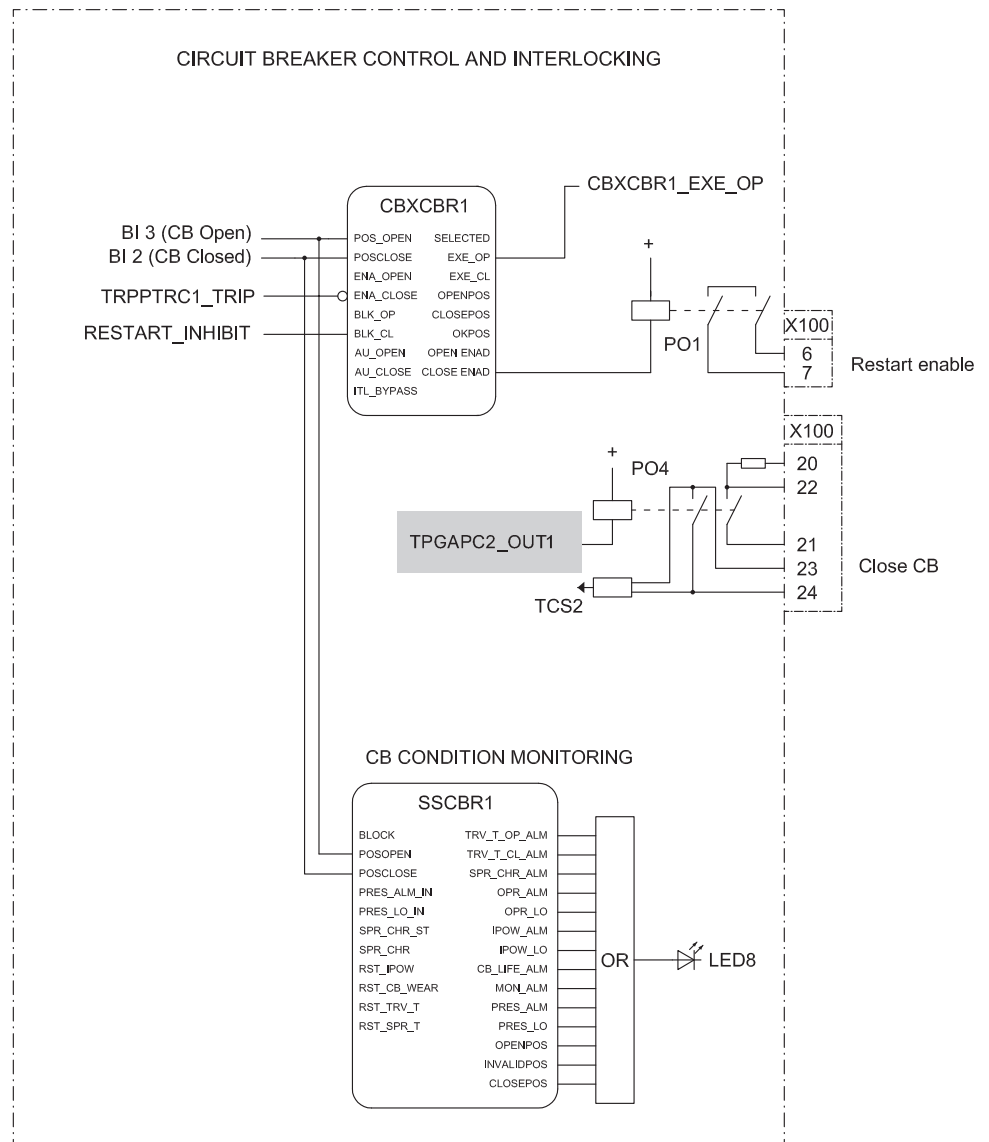 CIRCUIT BREAKER CONTROL AND INTERLOCKING
CBXCBR1_EXE_OP
CBXCBR1
BI 3 (CB Open)
BI 2 (CB Closed)
TRPPTRC1_TRIP
RESTART_INHIBIT
POS_OPEN SELECTED
POSCLOSE EXE_OP
ENA_OPEN EXE_CL
ENA_CLOSE OPENPOS
BLK_OP CLOSEPOS
BLK_CL OKPOS
AU_OPEN OPEN ENAD
AU_CLOSE CLOSE ENAD
ITL_BYPASS
+
PO1
X100
6
7
Restart enable
X100
+
PO4
20
22
21
23
24
Close CB
TPGAPC2_OUT1
TCS2
CB CONDITION MONITORING
SSCBR1
BLOCK TRV_T_OP_ALM
POSOPEN TRV_T_CL_ALM
POSCLOSE SPR_CHR_ALM
PRES_ALM_IN OPR_ALM
PRES_LO_IN OPR_LO
SPR_CHR_ST IPOW_ALM
SPR_CHR IPOW_LO
RST_IPOW CB_LIFE_ALM
RST_CB_WEAR MON_ALM
RST_TRV_T PRES_ALM
RST_SPR_T PRES_LO
OPENPOS
INVALIDPOS
CLOSEPOS
OR
LED8